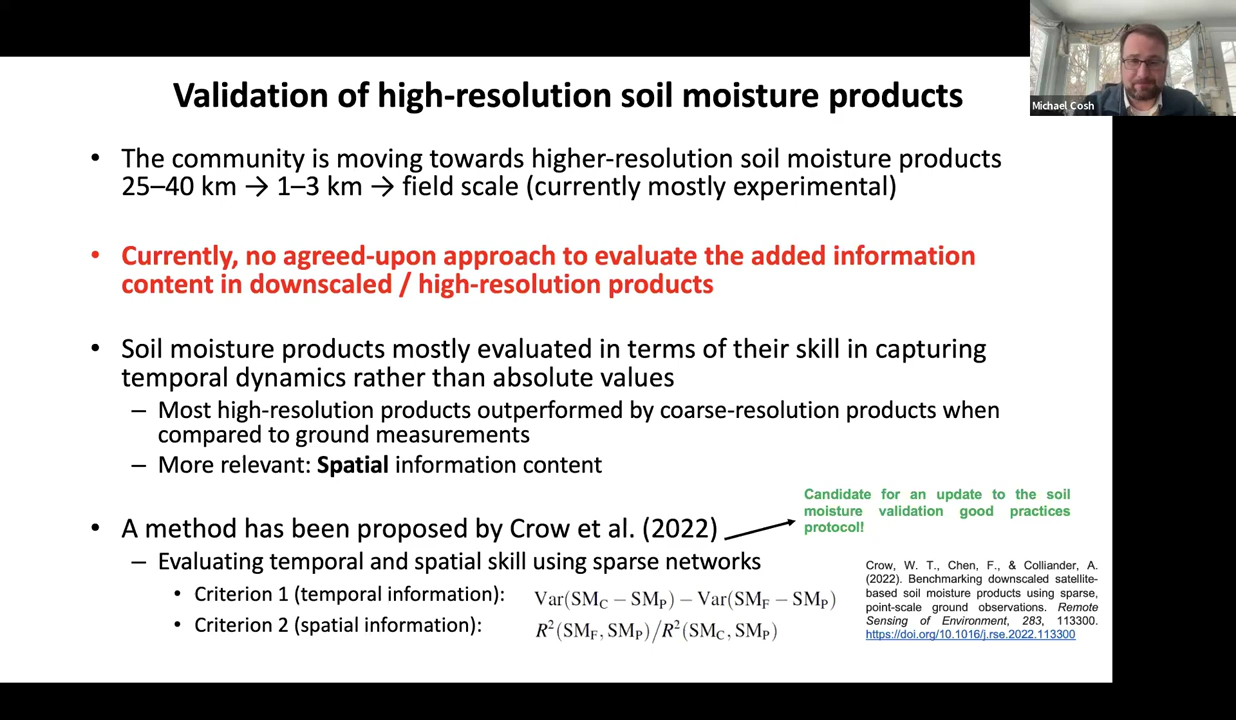 Validation of high-resolution soil moisture products
Michael Cosh
• The community is moving towards higher-resolution soil moisture products
25–40 km → 1–3 km → field scale (currently mostly experimental)
• Currently, no agreed-upon approach to evaluate the added information
content in downscaled / high-resolution products
• Soil moisture products mostly evaluated in terms of their skill in capturing
temporal dynamics rather than absolute values
– Most high-resolution products outperformed by coarse-resolution products when
compared to ground measurements
– More relevant: Spatial information content
• A method has been proposed by Crow et al. (2022)
– Evaluating temporal and spatial skill using sparse networks
• Criterion 1 (temporal information): Var(SM_C − SM_P) − Var(SM_F − SM_P)
• Criterion 2 (spatial information): R²(SM_F, SM_P)/R²(SM_C, SM_P)
Candidate for an update to the soil
moisture validation good practices
protocol!
Crow, W. T., Chen, F., & Colliander, A.
(2022). Benchmarking downscaled satellite-
based soil moisture products using sparse,
point-scale ground observations. Remote
Sensing of Environment, 283, 113300.
https://doi.org/10.1016/j.rse.2022.113300